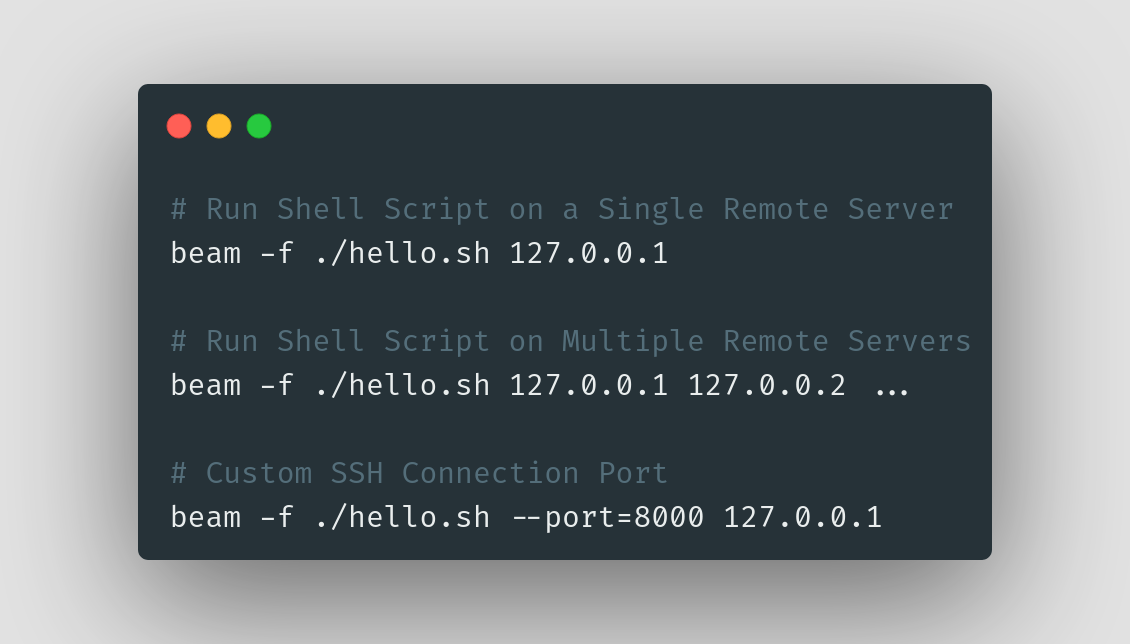 # Run Shell Script on a Single Remote Server
beam -f ./hello.sh 127.0.0.1
# Run Shell Script on Multiple Remote Servers
beam -f ./hello.sh 127.0.0.1 127.0.0.2 ...
# Custom SSH Connection Port
beam -f ./hello.sh --port=8000 127.0.0.1